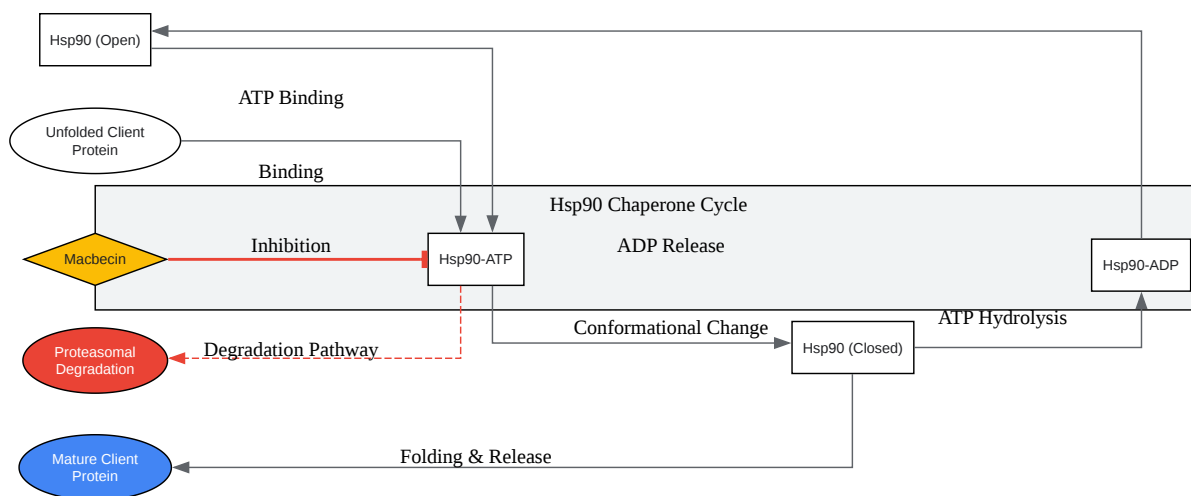 Hsp90 (Open)
ATP Binding
Unfolded Client
Protein
Binding
Hsp90 Chaperone Cycle
Inhibition
ADP Release
Macbecin
Hsp90-ATP
Hsp90-ADP
ATP Hydrolysis
Conformational Change
Hsp90 (Closed)
Degradation Pathway
Proteasomal
Degradation
Folding & Release
Mature Client
Protein